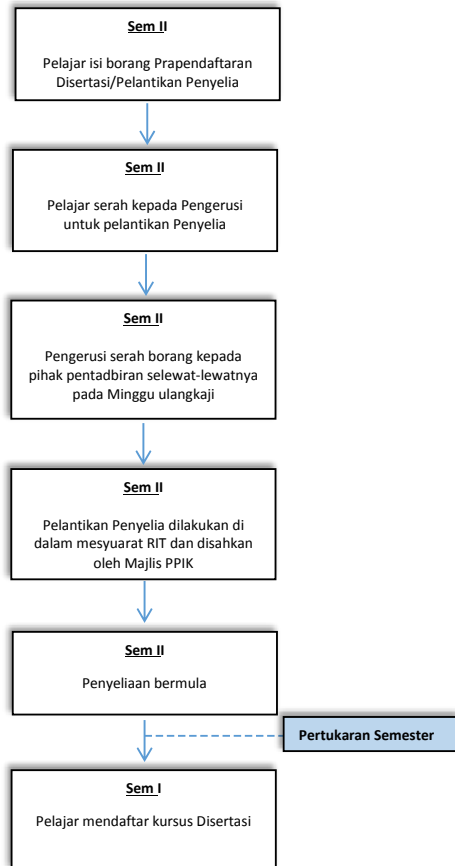 Sem II
Pelajar isi borang Prapendaftaran
Disertasi/Pelantikan Penyelia
Sem II
Pelajar serah kepada Pengerusi
untuk pelantikan Penyelia
Sem II
Pengerusi serah borang kepada
pihak pentadbiran selewat-lewatnya
pada Minggu ulangkaji
Sem II
Pelantikan Penyelia dilakukan di
dalam mesyuarat RIT dan disahkan
oleh Majlis PPIK
Sem II
Penyeliaan bermula
Pertukaran Semester
Sem I
Pelajar mendaftar kursus Disertasi